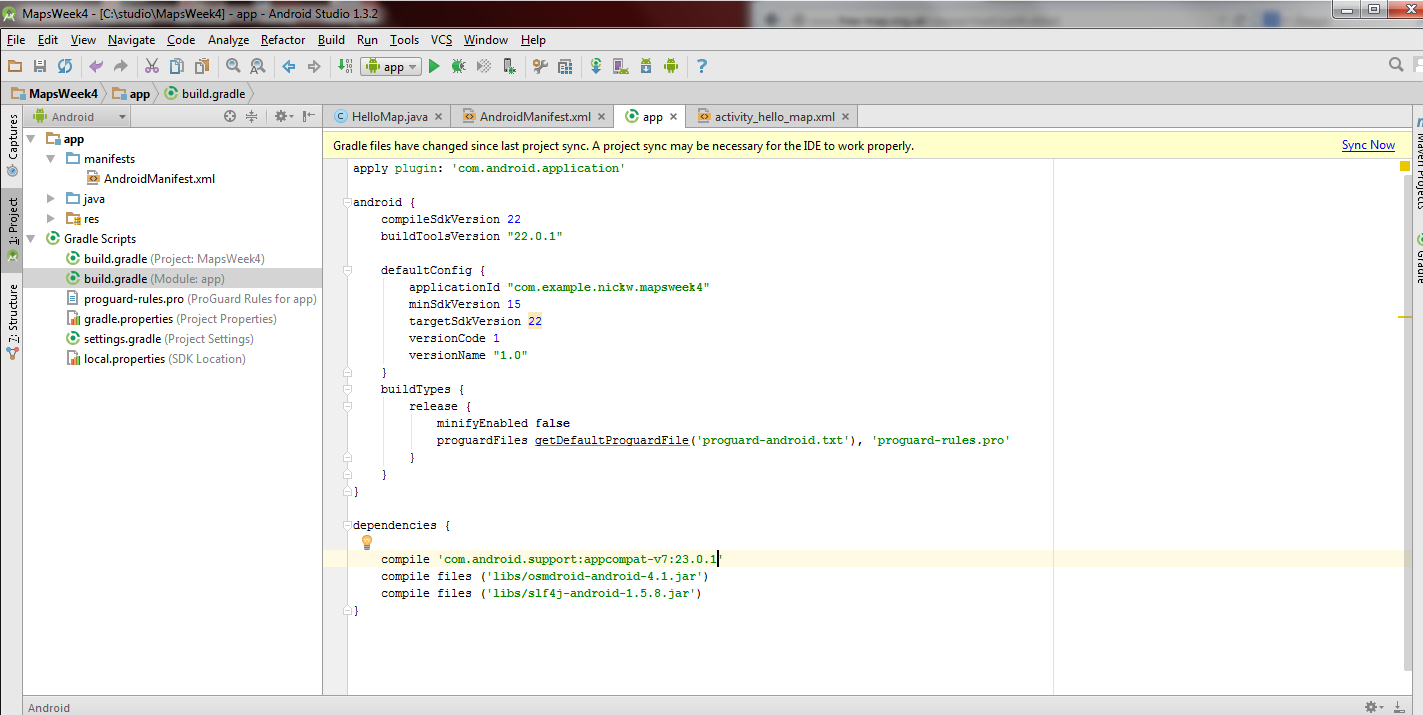 MapsWeek4 - [C:\studio\MapsWeek4] - app - Android Studio 1.3.2
File Edit View Navigate Code Analyze Refactor Build Run Tools VCS Window Help
app
MapsWeek4 app build.gradle
Android
HelloMap.java AndroidManifest.xml app activity_hello_map.xml
Captures
1: Project
7: Structure
app
manifests
AndroidManifest.xml
java
res
Gradle Scripts
build.gradle (Project: MapsWeek4)
build.gradle (Module: app)
proguard-rules.pro (ProGuard Rules for app)
gradle.properties (Project Properties)
settings.gradle (Project Settings)
local.properties (SDK Location)
Gradle files have changed since last project sync. A project sync may be necessary for the IDE to work properly. Sync Now
apply plugin: 'com.android.application'
android {
compileSdkVersion 22
buildToolsVersion "22.0.1"
defaultConfig {
applicationId "com.example.nickw.mapsweek4"
minSdkVersion 15
targetSdkVersion 22
versionCode 1
versionName "1.0"
}
buildTypes {
release {
minifyEnabled false
proguardFiles getDefaultProguardFile('proguard-android.txt'), 'proguard-rules.pro'
}
}
}
dependencies {
compile 'com.android.support:appcompat-v7:23.0.1'
compile files ('libs/osmdroid-android-4.1.jar')
compile files ('libs/slf4j-android-1.5.8.jar')
}
Maven Projects
Gradle
Android